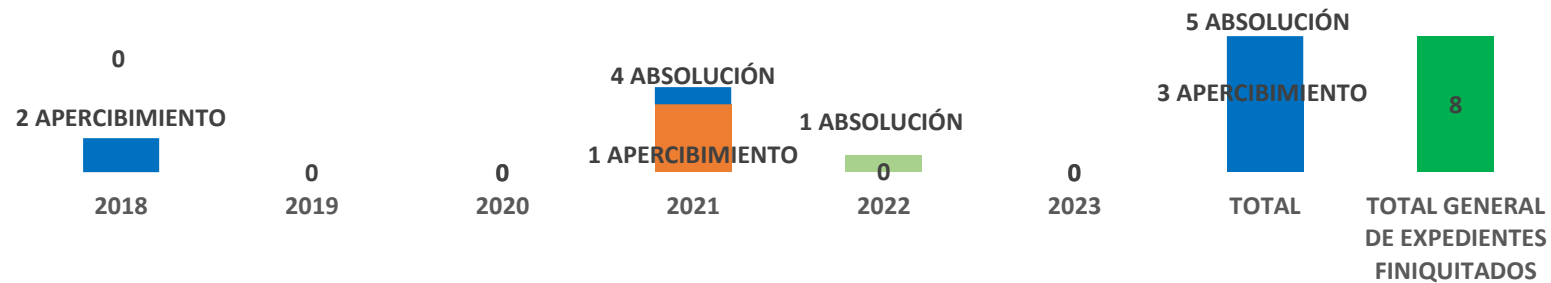 5 ABSOLUCIÓN
0
4 ABSOLUCIÓN
2 APERCIBIMIENTO
3 APERCIBIMIENTO
8
1 ABSOLUCIÓN
1 APERCIBIMIENTO
0
0
0
0
2018
2019
2020
2021
2022
2023
TOTAL
TOTAL GENERAL
DE EXPEDIENTES
FINIQUITADOS